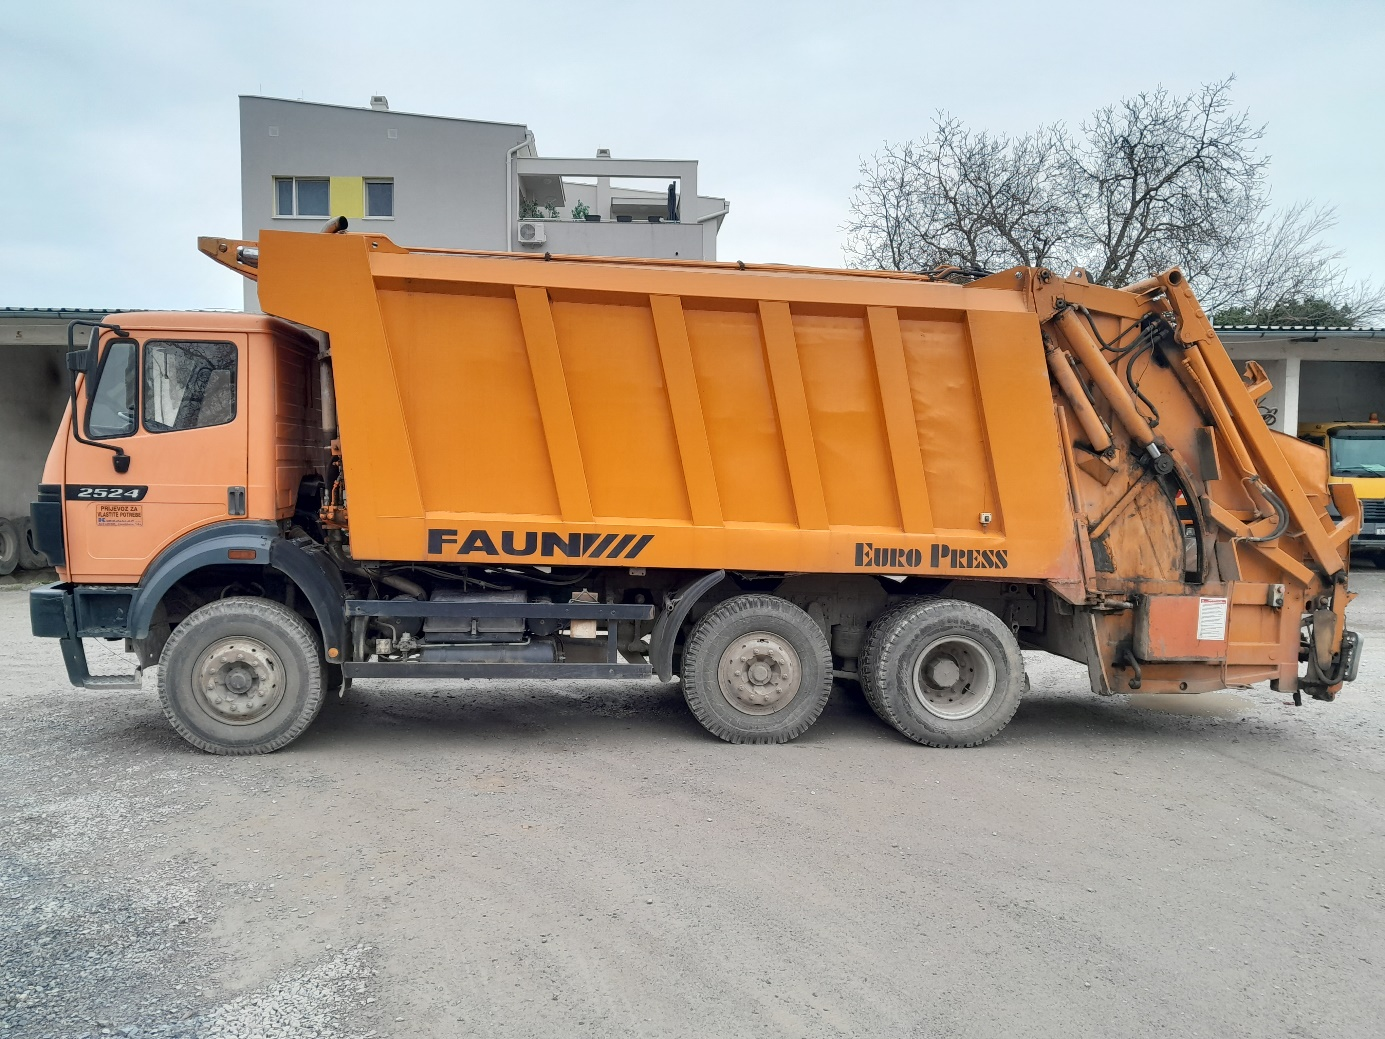 2524
PRIJEVOZ ZA
VLASTITE POTREBE
FAUN
EURO PRESS